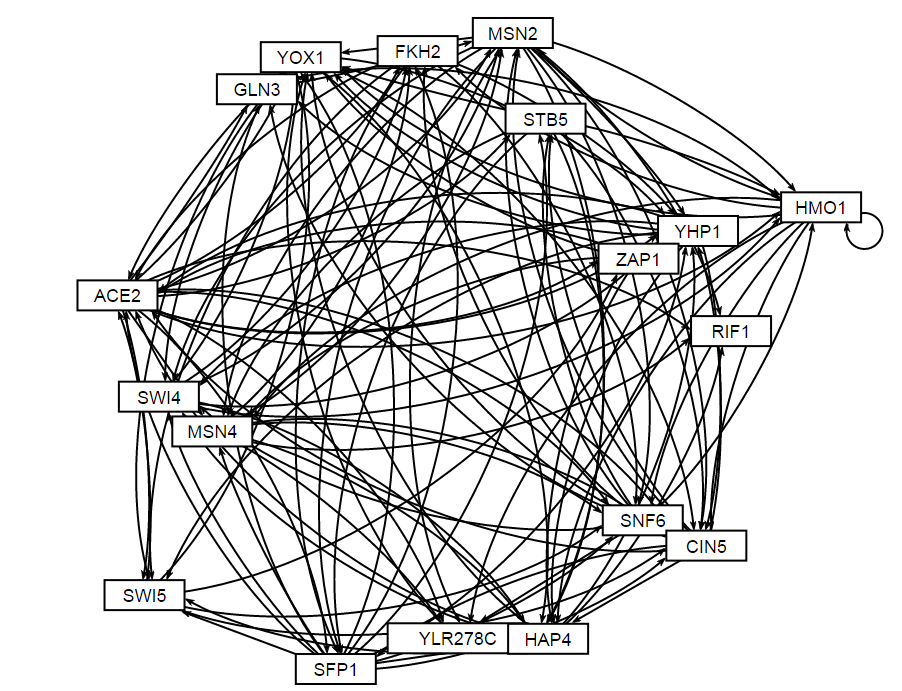 MSN2
FKH2
YOX1
GLN3
STB5
HMO1
YHP1
ZAP1
ACE2
RIF1
SWI4
MSN4
SNF6
CIN5
SWI5
YLR278C
HAP4
SFP1